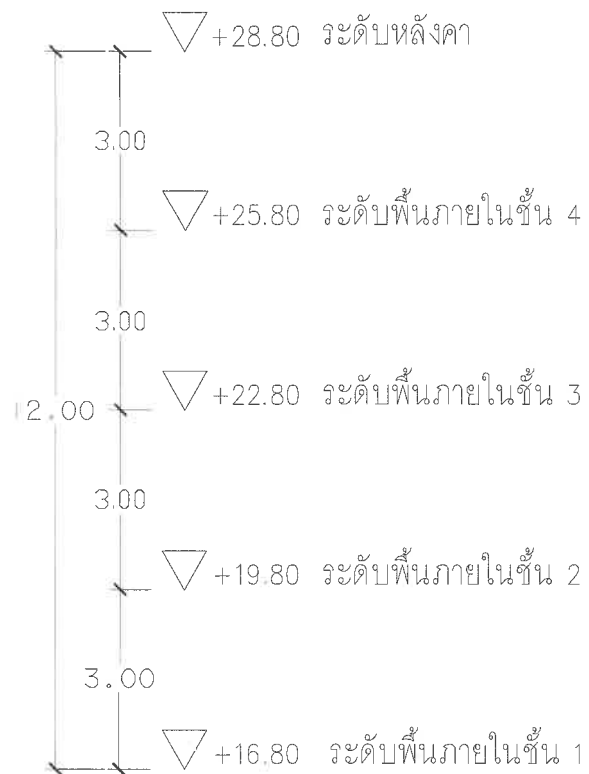 +28.80 ระดับหลังคา
3.00
+25.80 ระดับพื้นภายในชั้น 4
3.00
+22.80 ระดับพื้นภายในชั้น 3
12.00
3.00
+19.80 ระดับพื้นภายในชั้น 2
3.00
+16.80 ระดับพื้นภายในชั้น 1